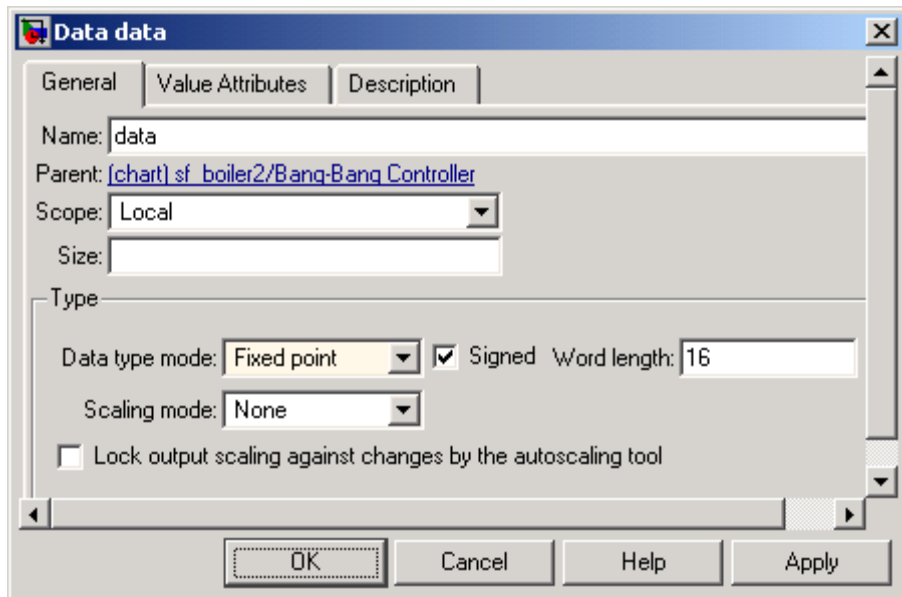 Data data
General Value Attributes Description
Name: data
Parent: (chart) sf_boiler2/Bang-Bang Controller
Scope: Local
Size:
Type
Data type mode: Fixed point Signed Word length: 16
Scaling mode: None
Lock output scaling against changes by the autoscaling tool
OK Cancel Help Apply